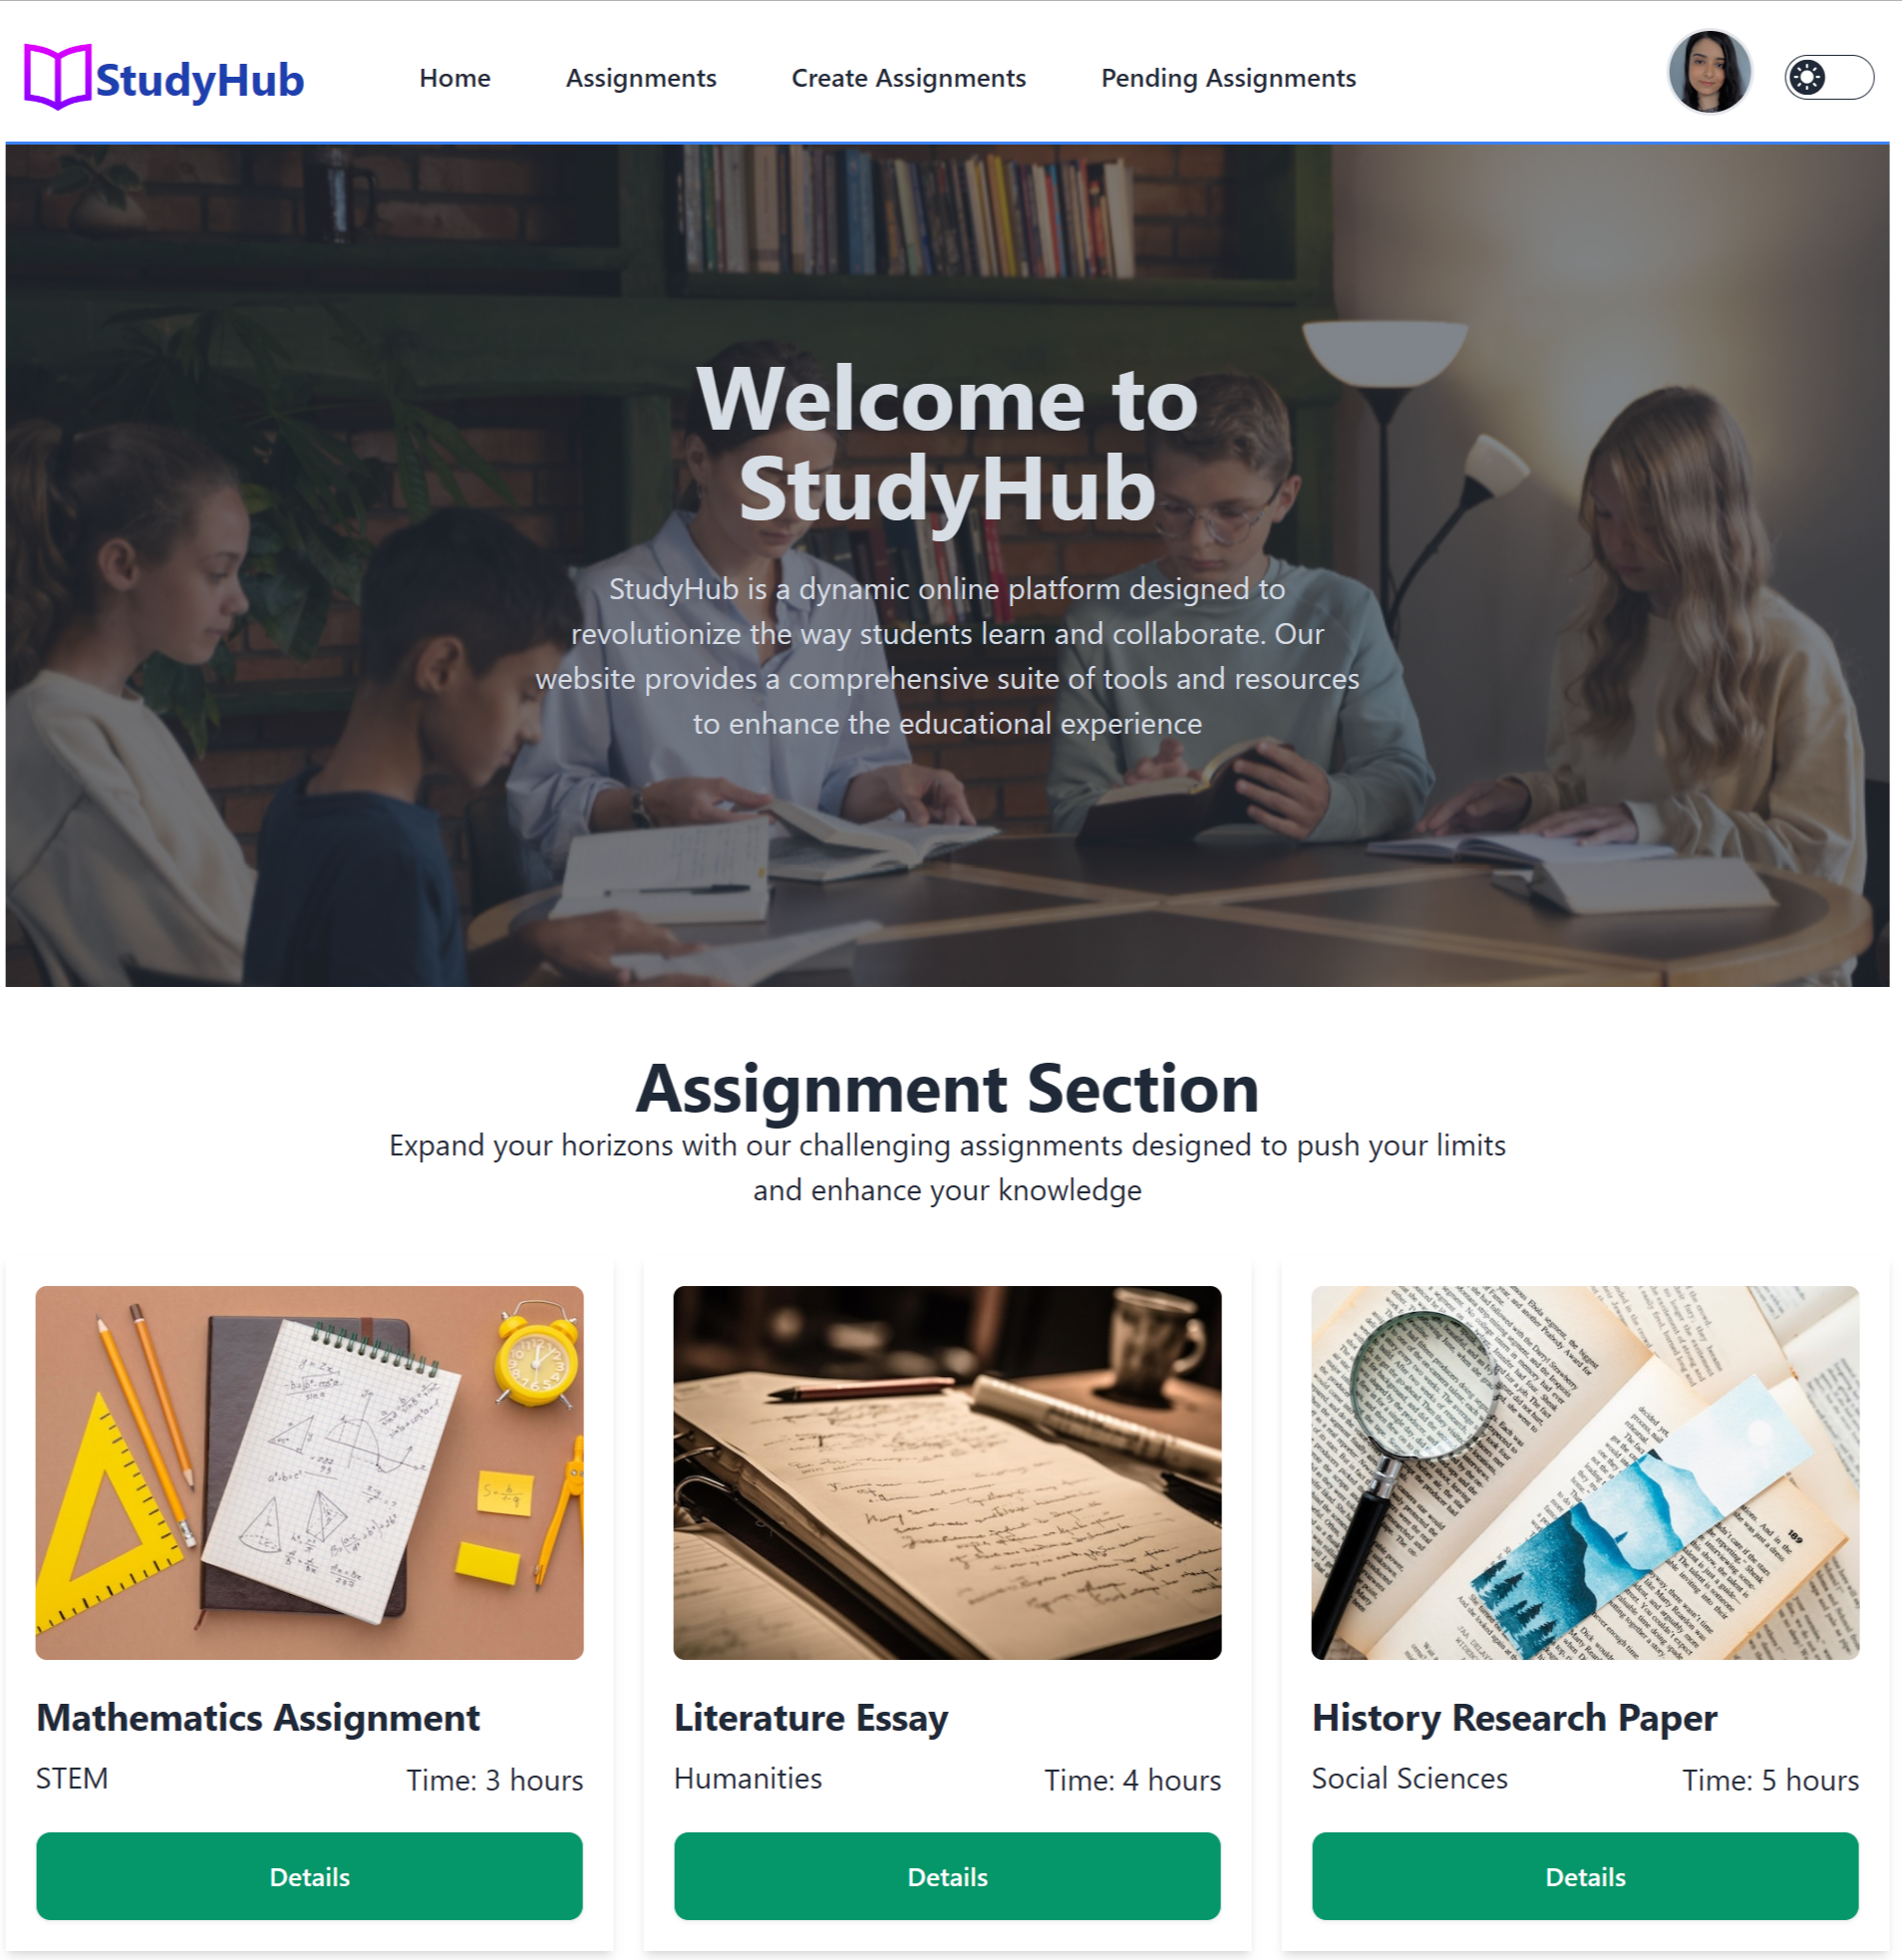 StudyHub
Home Assignments Create Assignments Pending Assignments
Welcome to
StudyHub
StudyHub is a dynamic online platform designed to
revolutionize the way students learn and collaborate. Our
website provides a comprehensive suite of tools and resources
to enhance the educational experience
Assignment Section
Expand your horizons with our challenging assignments designed to push your limits
and enhance your knowledge
189
Mathematics Assignment
STEM Time: 3 hours
Details
Literature Essay
Humanities Time: 4 hours
Details
History Research Paper
Social Sciences Time: 5 hours
Details